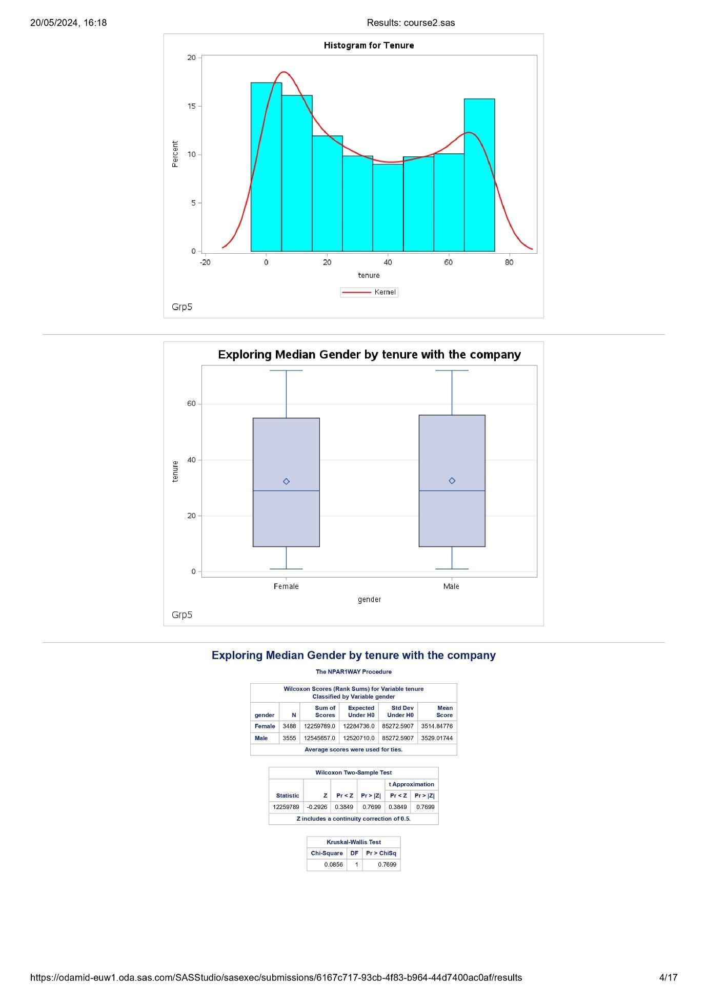 20/05/2024, 16:18 Results: course2.sas
Histogram for Tenure
20
15
10
5
0
Percent
-20 0 20 40 60 80
tenure
Kernel
Grp5
Exploring Median Gender by tenure with the company
60
40
20
0
tenure
Female Male
gender
Grp5
Exploring Median Gender by tenure with the company
The NPAR1WAY Procedure
Wilcoxon Scores (Rank Sums) for Variable tenure
Classified by Variable gender
gender N Sum of Scores Expected Under H0 Std Dev Under H0 Mean Score
Female 3488 12259789.0 12284736.0 85272.5907 3514.84776
Male 3555 12545657.0 12520710.0 85272.5907 3529.01744
Average scores were used for ties.
Wilcoxon Two-Sample Test
t Approximation
Statistic Z Pr < Z Pr > |Z| Pr < Z Pr > |Z|
12259789 -0.2926 0.3849 0.7699 0.3849 0.7699
Z includes a continuity correction of 0.5.
Kruskal-Wallis Test
Chi-Square DF Pr > ChiSq
0.0856 1 0.7699
https://odamid-euw1.oda.sas.com/SASStudio/sasexec/submissions/6167c717-93cb-4f83-b964-44d7400ac0af/results 4/17